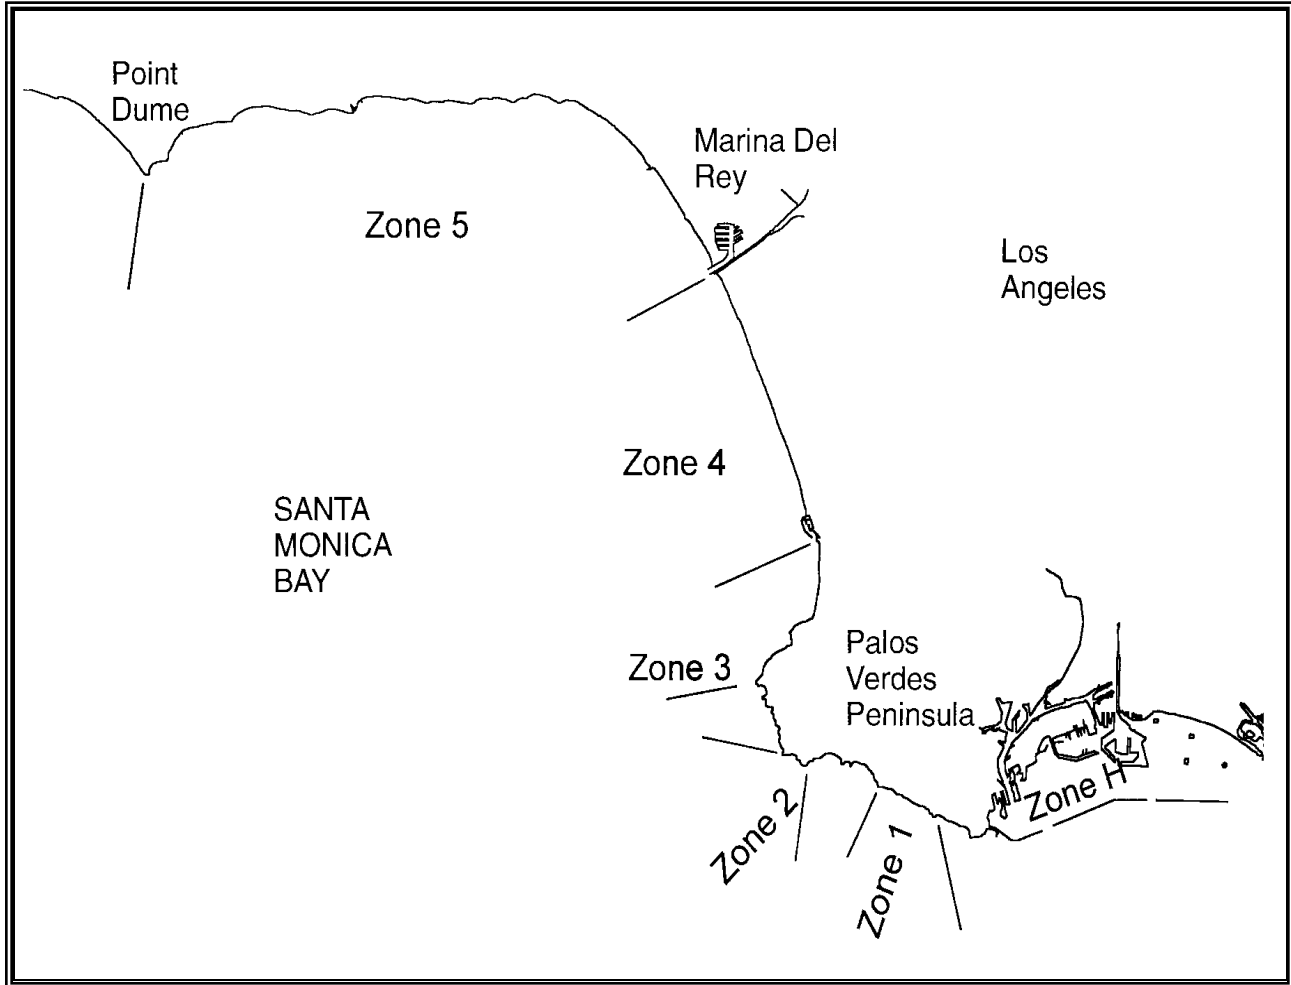 Point
Dume
Marina Del
Rey
Zone 5
Los
Angeles
Zone 4
SANTA
MONICA
BAY
Palos
Verdes
Peninsula
Zone 3
Zone H
Zone 2
Zone 1